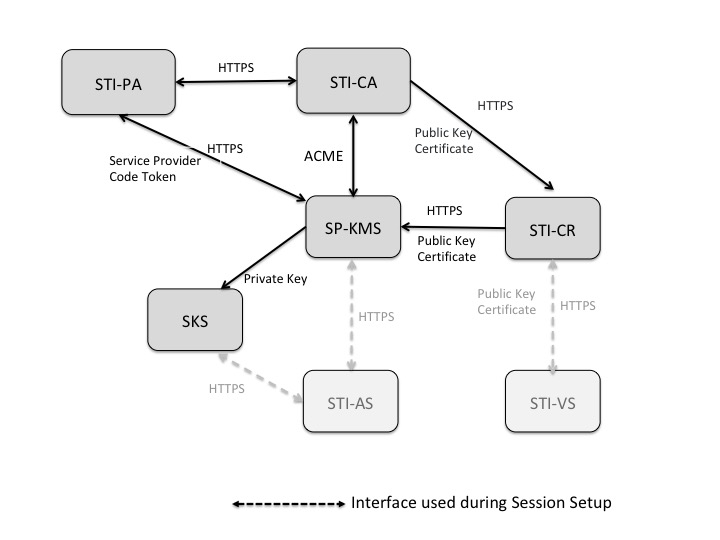 HTTPS
STI-PA
STI-CA
HTTPS
Public Key
Certificate
HTTPS
Service Provider
Code Token
ACME
SP-KMS
HTTPS
Public Key
Certificate
STI-CR
Private Key
SKS
HTTPS
Public Key
Certificate
HTTPS
HTTPS
STI-AS
STI-VS
Interface used during Session Setup